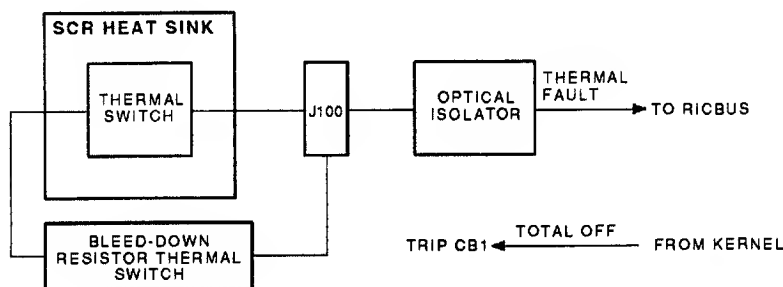 SCR HEAT SINK
THERMAL
SWITCH
J100
OPTICAL
ISOLATOR
THERMAL
FAULT
TO RICBUS
BLEED-DOWN
RESISTOR THERMAL
SWITCH
TRIP CB1
TOTAL OFF
FROM KERNEL